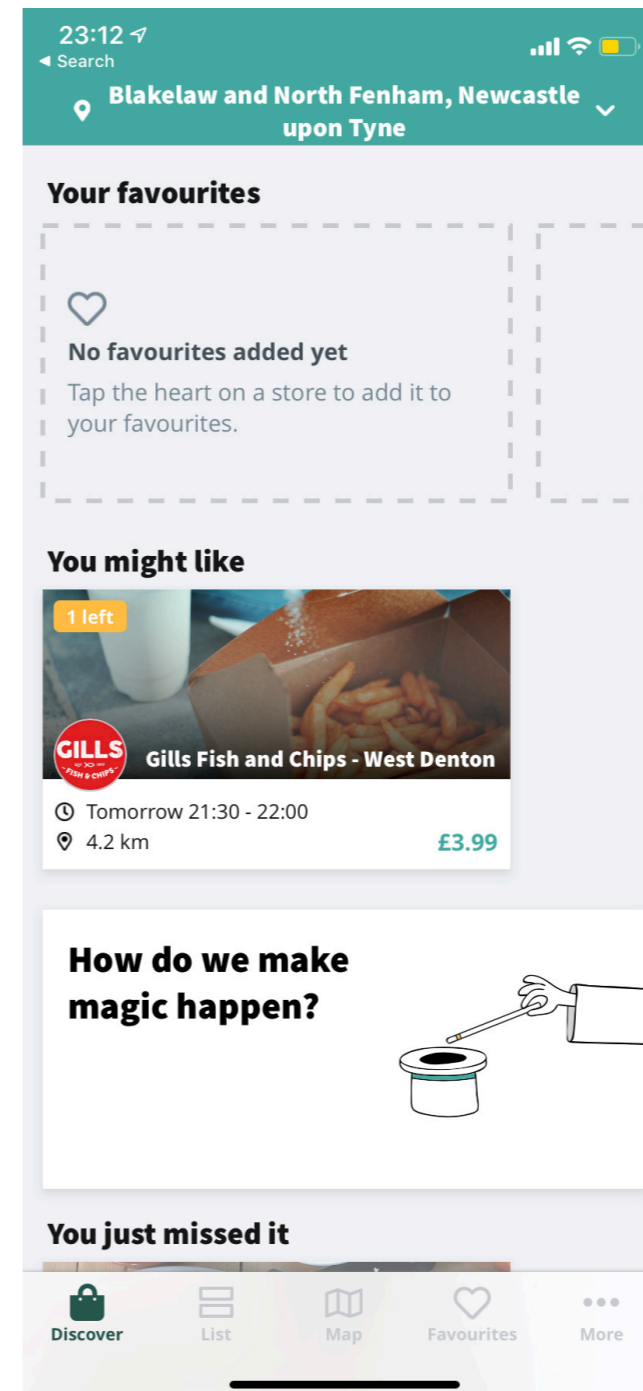 23:12
Search
Blakelaw and North Fenham, Newcastle
upon Tyne
Your favourites
No favourites added yet
Tap the heart on a store to add it to
your favourites.
You might like
1 left
GILLS
FISH & CHIPS
Gills Fish and Chips - West Denton
Tomorrow 21:30 - 22:00
4.2 km
£3.99
How do we make
magic happen?
You just missed it
Discover
List
Map
Favourites
More